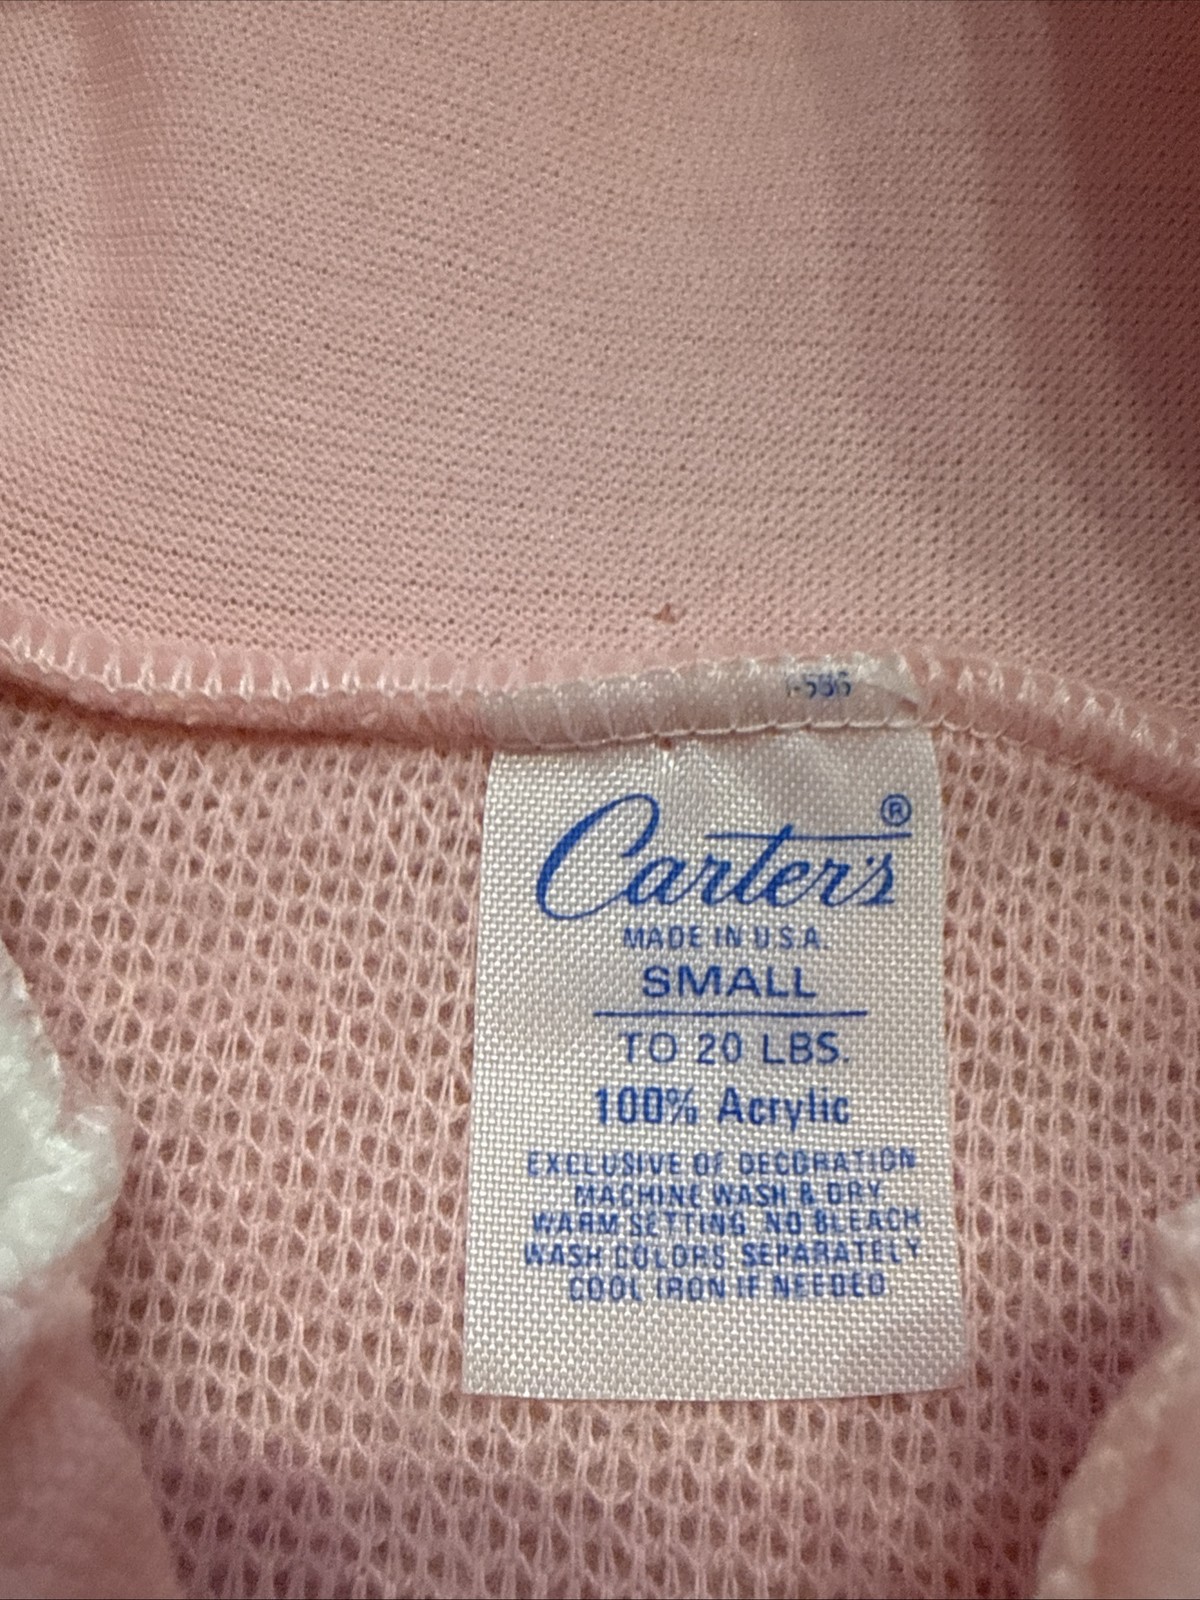 Carter's ®
MADE IN U.S.A.
SMALL
TO 20 LBS.
100% Acrylic
EXCLUSIVE OF DECORATION
MACHINE WASH & DRY
WARM SETTING NO BLEACH
WASH COLORS SEPARATELY
COOL IRON IF NEEDED